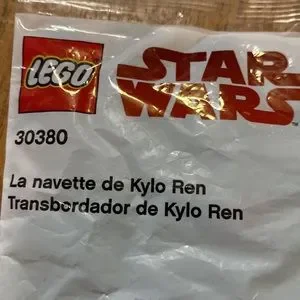 LEGO
STAR
WARS
30380
La navette de Kylo Ren
Transbordador de Kylo Ren